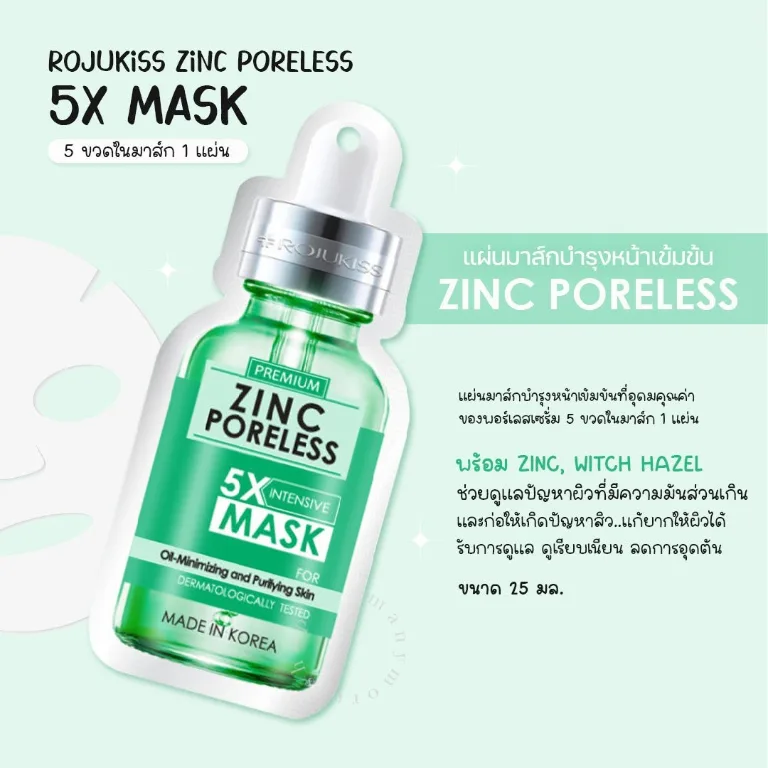 ROJUKISS ZINC PORELESS
5X MASK
5 ขวดในมาส์ก 1 แผ่น
ROJUKISS
PREMIUM
ZINC
PORELESS
5X INTENSIVE
MASK
FOR
Oil-Minimizing and Purifying Skin
DERMATOLOGICALLY TESTED
MADE IN KOREA
แผ่นมาส์กบำรุงหน้าเข้มข้น
ZINC PORELESS
แผ่นมาส์กบำรุงหน้าเข้มข้นที่อุดมคุณค่า
ของพอร์เลสเซรั่ม 5 ขวดในมาส์ก 1 แผ่น
พร้อม ZINC, WITCH HAZEL
ช่วยดูแลปัญหาผิวที่มีความมันส่วนเกิน
และก่อให้เกิดปัญหาสิว..แก้ยากให้ผิวได้
รับการดูแล ดูเรียบเนียน ลดการอุดตัน
ขนาด 25 มล.